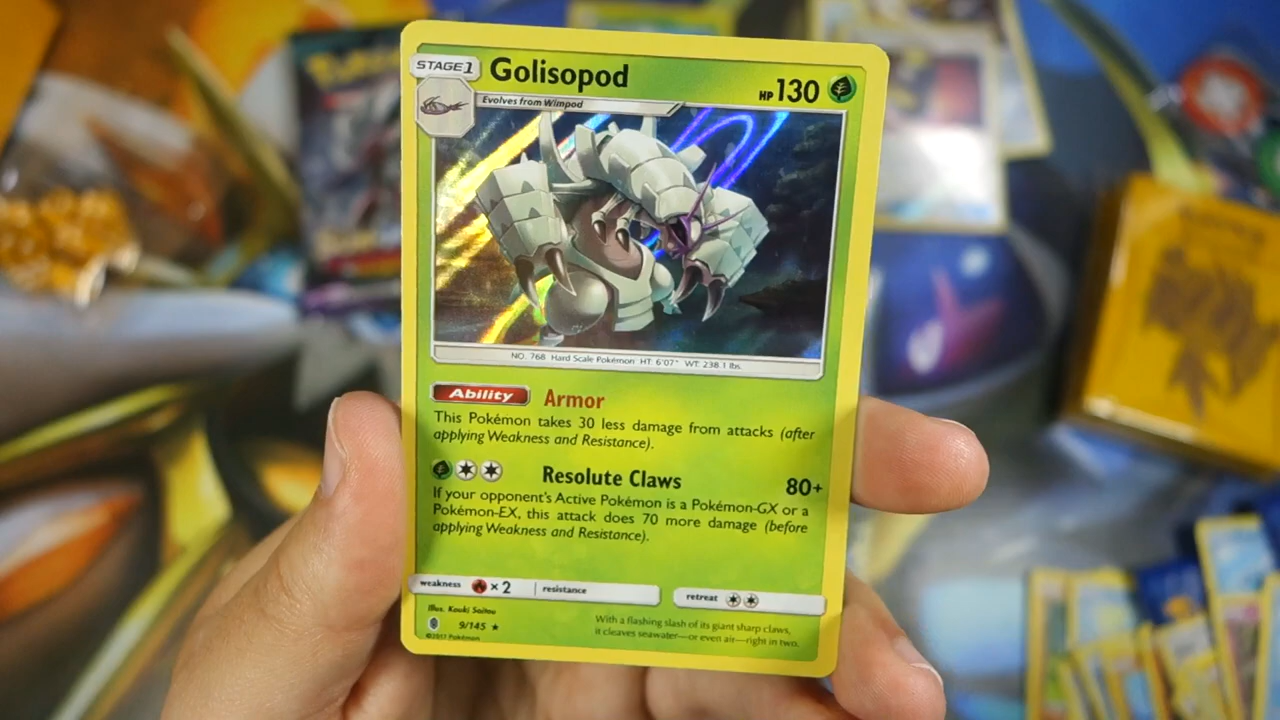 STAGE 1 Golisopod HP 130
Evolves from Wimpod
NO. 768 Hard Scale Pokémon HT: 6'07" WT: 238.1 lbs.
Ability Armor
This Pokémon takes 30 less damage from attacks (after
applying Weakness and Resistance).
Resolute Claws 80+
If your opponent's Active Pokémon is a Pokémon-GX or a
Pokémon-EX, this attack does 70 more damage (before
applying Weakness and Resistance).
weakness ×2 resistance retreat
Illus. Kouki Saitou
9/145
©2017 Pokémon
With a flashing slash of its giant sharp claws,
it cleaves seawater—or even air—right in two.